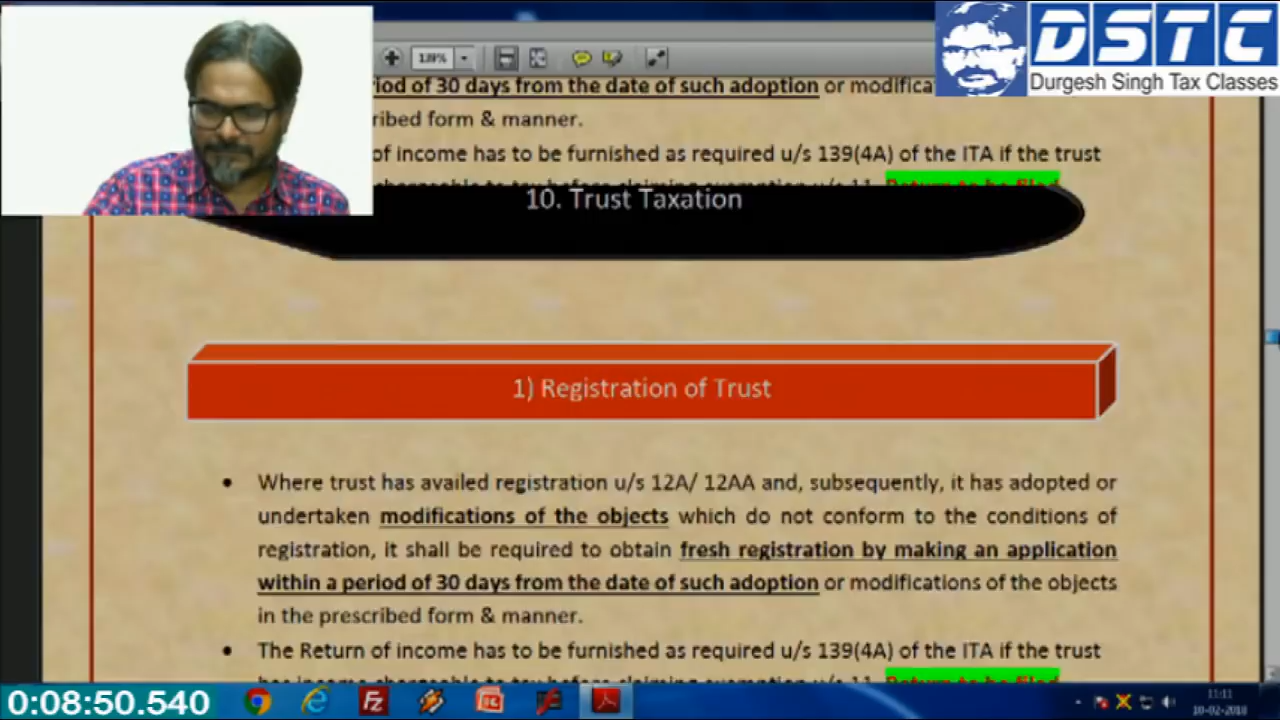 DSTC
Durgesh Singh Tax Classes
iod of 30 days from the date of such adoption or modifica
ribed form & manner.
of income has to be furnished as required u/s 139(4A) of the ITA if the trust
10. Trust Taxation
1) Registration of Trust
• Where trust has availed registration u/s 12A/ 12AA and, subsequently, it has adopted or
undertaken modifications of the objects which do not conform to the conditions of
registration, it shall be required to obtain fresh registration by making an application
within a period of 30 days from the date of such adoption or modifications of the objects
in the prescribed form & manner.
• The Return of income has to be furnished as required u/s 139(4A) of the ITA if the trust
0:08:50.540
11:11
10-02-2018